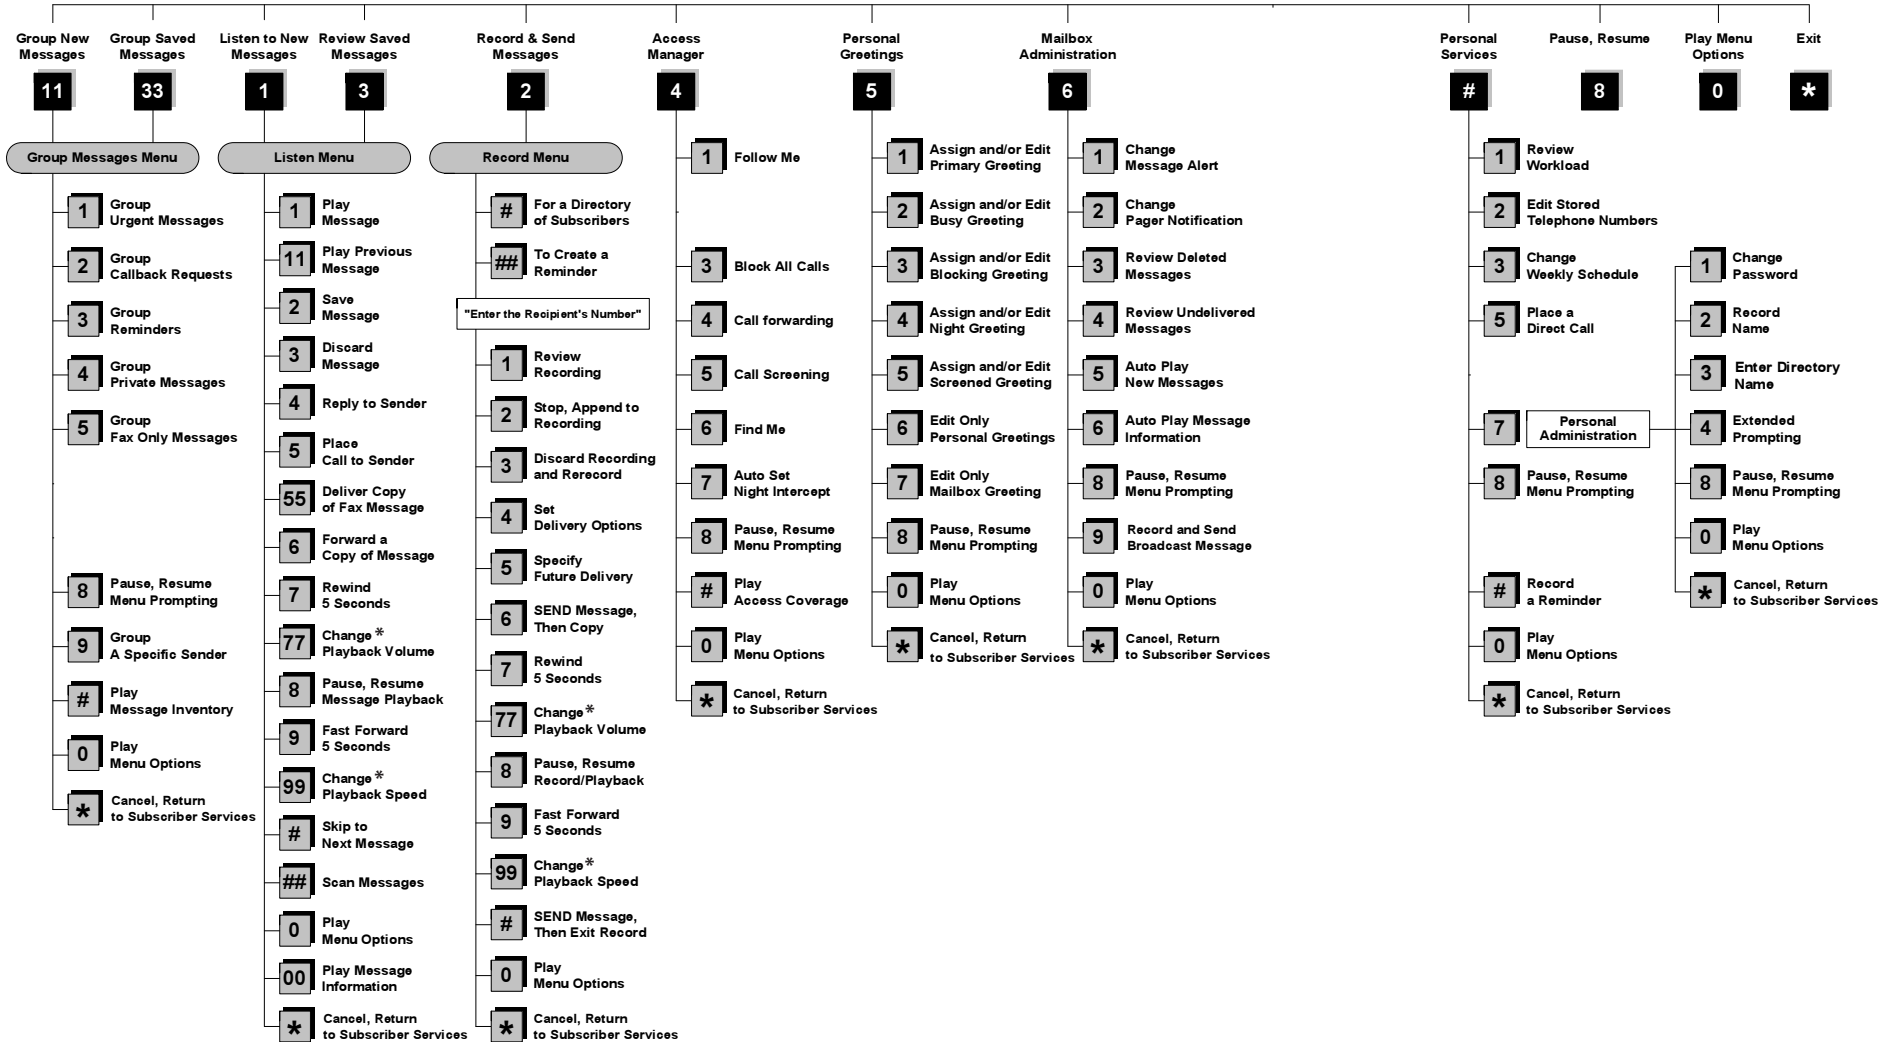 Group New
Messages
11
Group Saved
Messages
33
Listen to New
Messages
1
Review Saved
Messages
3
Record & Send
Messages
2
Access
Manager
4
Personal
Greetings
5
Mailbox
Administration
6
Personal
Services
#
Pause, Resume
8
Play Menu
Options
0
Exit
*
Group Messages Menu
1
Group
Urgent Messages
2
Group
Callback Requests
3
Group
Reminders
4
Group
Private Messages
5
Group
Fax Only Messages
8
Pause, Resume
Menu Prompting
9
Group
A Specific Sender
#
Play
Message Inventory
0
Play
Menu Options
*
Cancel, Return
to Subscriber Services
Listen Menu
1
Play
Message
11
Play Previous
Message
2
Save
Message
3
Discard
Message
4
Reply to Sender
5
Place
Call to Sender
55
Deliver Copy
of Fax Message
6
Forward a
Copy of Message
7
Rewind
5 Seconds
77
Change *
Playback Volume
8
Pause, Resume
Message Playback
9
Fast Forward
5 Seconds
99
Change *
Playback Speed
#
Skip to
Next Message
##
Scan Messages
0
Play
Menu Options
00
Play Message
Information
*
Cancel, Return
to Subscriber Services
Record Menu
#
For a Directory
of Subscribers
##
To Create a
Reminder
"Enter the Recipient's Number"
1
Review
Recording
2
Stop, Append to
Recording
3
Discard Recording
and Rerecord
4
Set
Delivery Options
5
Specify
Future Delivery
6
SEND Message,
Then Copy
7
Rewind
5 Seconds
77
Change *
Playback Volume
8
Pause, Resume
Record/Playback
9
Fast Forward
5 Seconds
99
Change *
Playback Speed
#
SEND Message,
Then Exit Record
0
Play
Menu Options
*
Cancel, Return
to Subscriber Services
1
Follow Me
3
Block All Calls
4
Call forwarding
5
Call Screening
6
Find Me
7
Auto Set
Night Intercept
8
Pause, Resume
Menu Prompting
#
Play
Access Coverage
0
Play
Menu Options
*
Cancel, Return
to Subscriber Services
1
Assign and/or Edit
Primary Greeting
2
Assign and/or Edit
Busy Greeting
3
Assign and/or Edit
Blocking Greeting
4
Assign and/or Edit
Night Greeting
5
Assign and/or Edit
Screened Greeting
6
Edit Only
Personal Greetings
7
Edit Only
Mailbox Greeting
8
Pause, Resume
Menu Prompting
0
Play
Menu Options
*
Cancel, Return
to Subscriber Services
1
Change
Message Alert
2
Change
Pager Notification
3
Review Deleted
Messages
4
Review Undelivered
Messages
5
Auto Play
New Messages
6
Auto Play Message
Information
8
Pause, Resume
Menu Prompting
9
Record and Send
Broadcast Message
0
Play
Menu Options
*
Cancel, Return
to Subscriber Services
1
Review
Workload
2
Edit Stored
Telephone Numbers
3
Change
Weekly Schedule
5
Place a
Direct Call
7
Personal
Administration
8
Pause, Resume
Menu Prompting
#
Record
a Reminder
0
Play
Menu Options
*
Cancel, Return
to Subscriber Services
1
Change
Password
2
Record
Name
3
Enter Directory
Name
4
Extended
Prompting
8
Pause, Resume
Menu Prompting
0
Play
Menu Options
*
Cancel, Return
to Subscriber Services